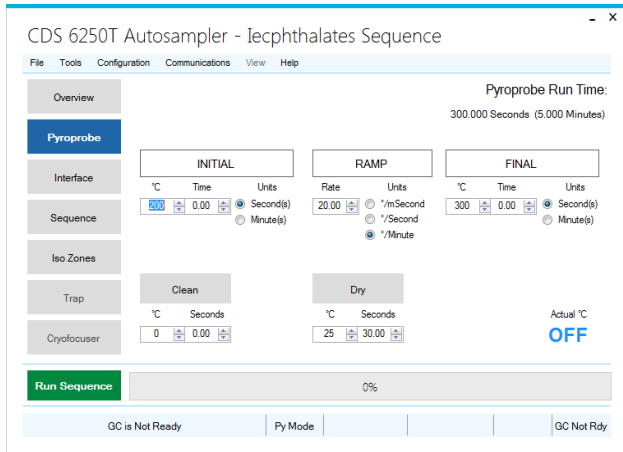 CDS 6250T Autosampler - Iecphthalates Sequence
File Tools Configuration Communications View Help
Overview
Pyroprobe
Interface
Sequence
Iso Zones
Trap
Cryofocuser
Run Sequence
Pyroprobe Run Time:
300.000 Seconds (5.000 Minutes)
INITIAL
°C Time Units
200 0.00 Second(s)
Minute(s)
RAMP
Rate Units
20.00 °/mSecond
°/Second
°/Minute
FINAL
°C Time Units
300 0.00 Second(s)
Minute(s)
Clean
°C Seconds
0 0.00
Dry
°C Seconds
25 30.00
Actual °C
OFF
0%
GC is Not Ready Py Mode GC Not Rdy